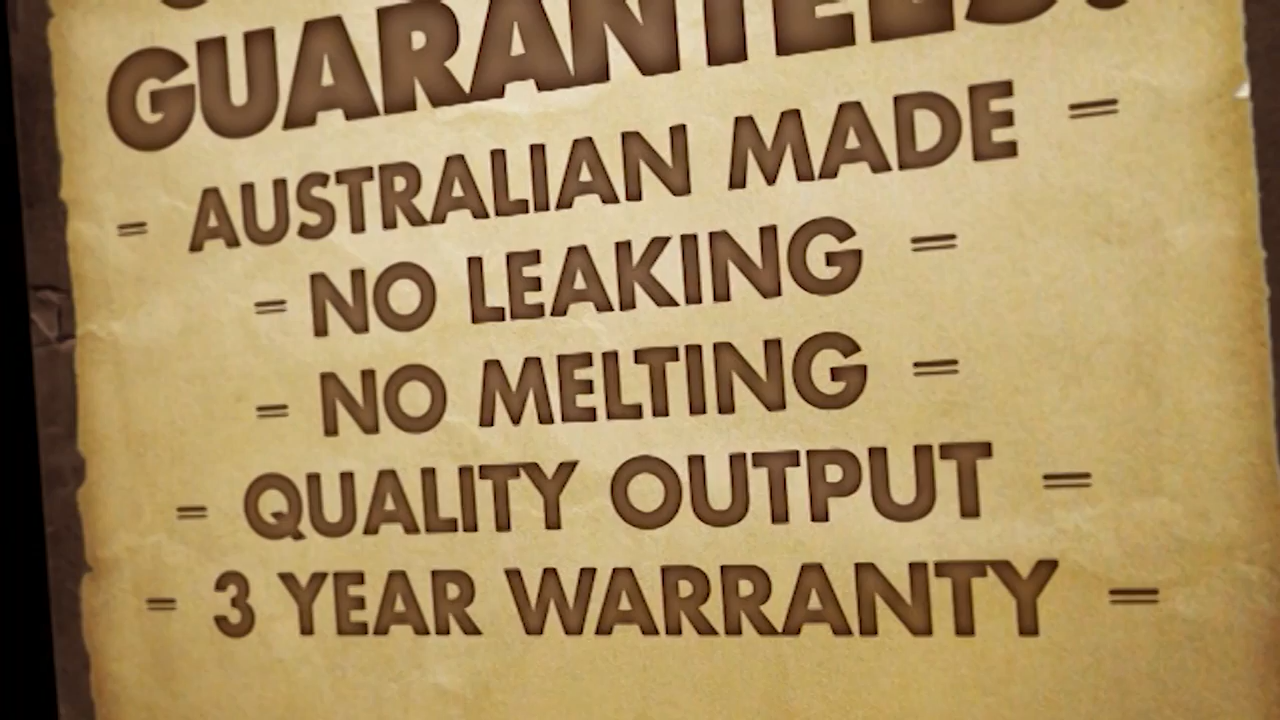 GUARANTEED!
= AUSTRALIAN MADE =
= NO LEAKING =
= NO MELTING =
= QUALITY OUTPUT =
= 3 YEAR WARRANTY =